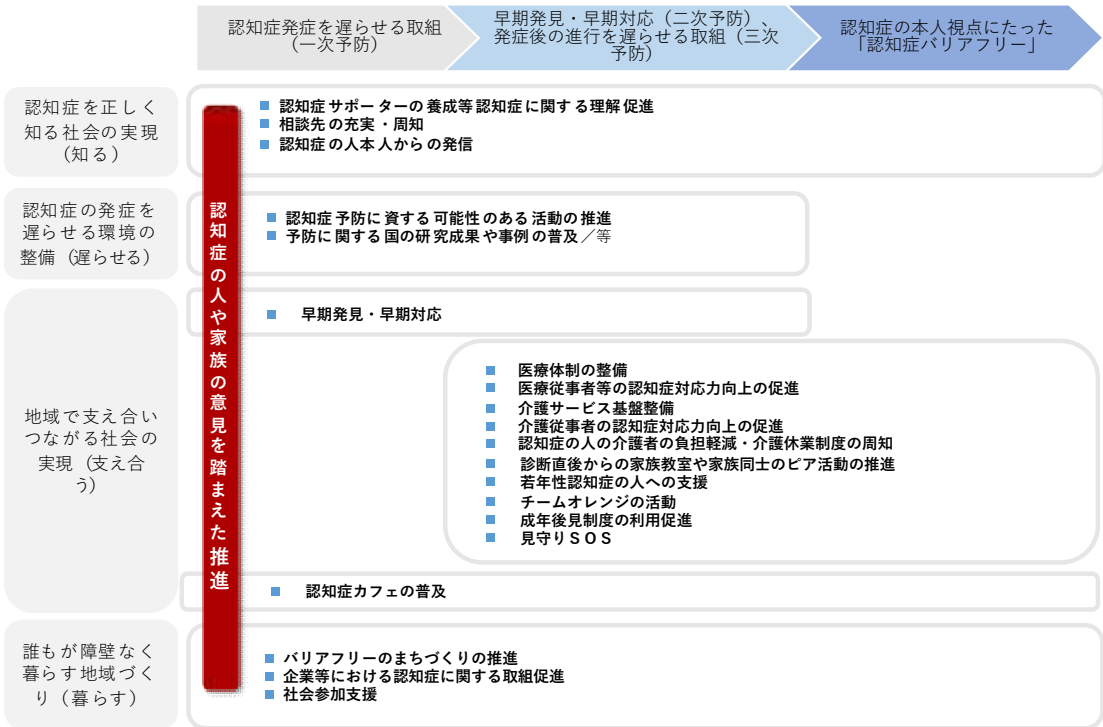 認知症発症を遅らせる取組
(一次予防)
早期発見・早期対応(二次予防)、
発症後の進行を遅らせる取組(三次
予防)
認知症の本人視点にたった
「認知症バリアフリー」
認知症を正しく
知る社会の実現
(知る)
■ 認知症サポーターの養成等認知症に関する理解促進
■ 相談先の充実・周知
■ 認知症の人本人からの発信
認知症の人や家族の意見を踏まえた推進
認知症の発症を
遅らせる環境の
整備(遅らせる)
■ 認知症予防に資する可能性のある活動の推進
■ 予防に関する国の研究成果や事例の普及/等
地域で支え合い
つながる社会の
実現(支え合
う)
■ 早期発見・早期対応
■ 医療体制の整備
■ 医療従事者等の認知症対応力向上の促進
■ 介護サービス基盤整備
■ 介護従事者の認知症対応力向上の促進
■ 認知症の人の介護者の負担軽減・介護休業制度の周知
■ 診断直後からの家族教室や家族同士のピア活動の推進
■ 若年性認知症の人への支援
■ チームオレンジの活動
■ 成年後見制度の利用促進
■ 見守りSOS
■ 認知症カフェの普及
誰もが障壁なく
暮らす地域づく
り(暮らす)
■ バリアフリーのまちづくりの推進
■ 企業等における認知症に関する取組促進
■ 社会参加支援